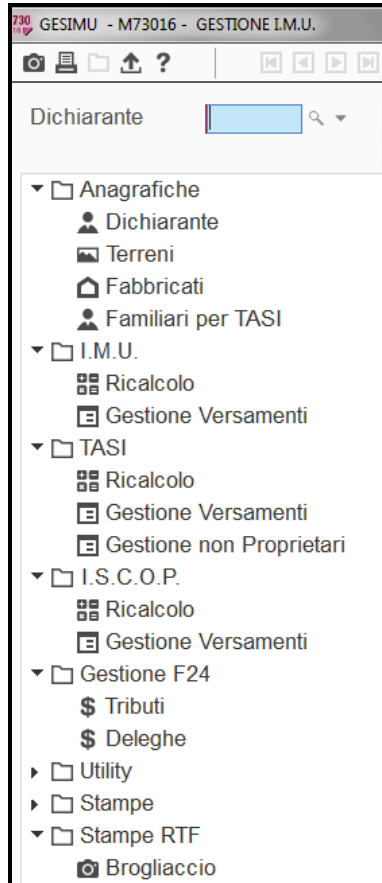 730 GESIMU - M73016 - GESTIONE I.M.U.
Dichiarante
Anagrafiche
Dichiarante
Terreni
Fabbricati
Familiari per TASI
I.M.U.
Ricalcolo
Gestione Versamenti
TASI
Ricalcolo
Gestione Versamenti
Gestione non Proprietari
I.S.C.O.P.
Ricalcolo
Gestione Versamenti
Gestione F24
$ Tributi
$ Deleghe
Utility
Stampe
Stampe RTF
Brogliaccio